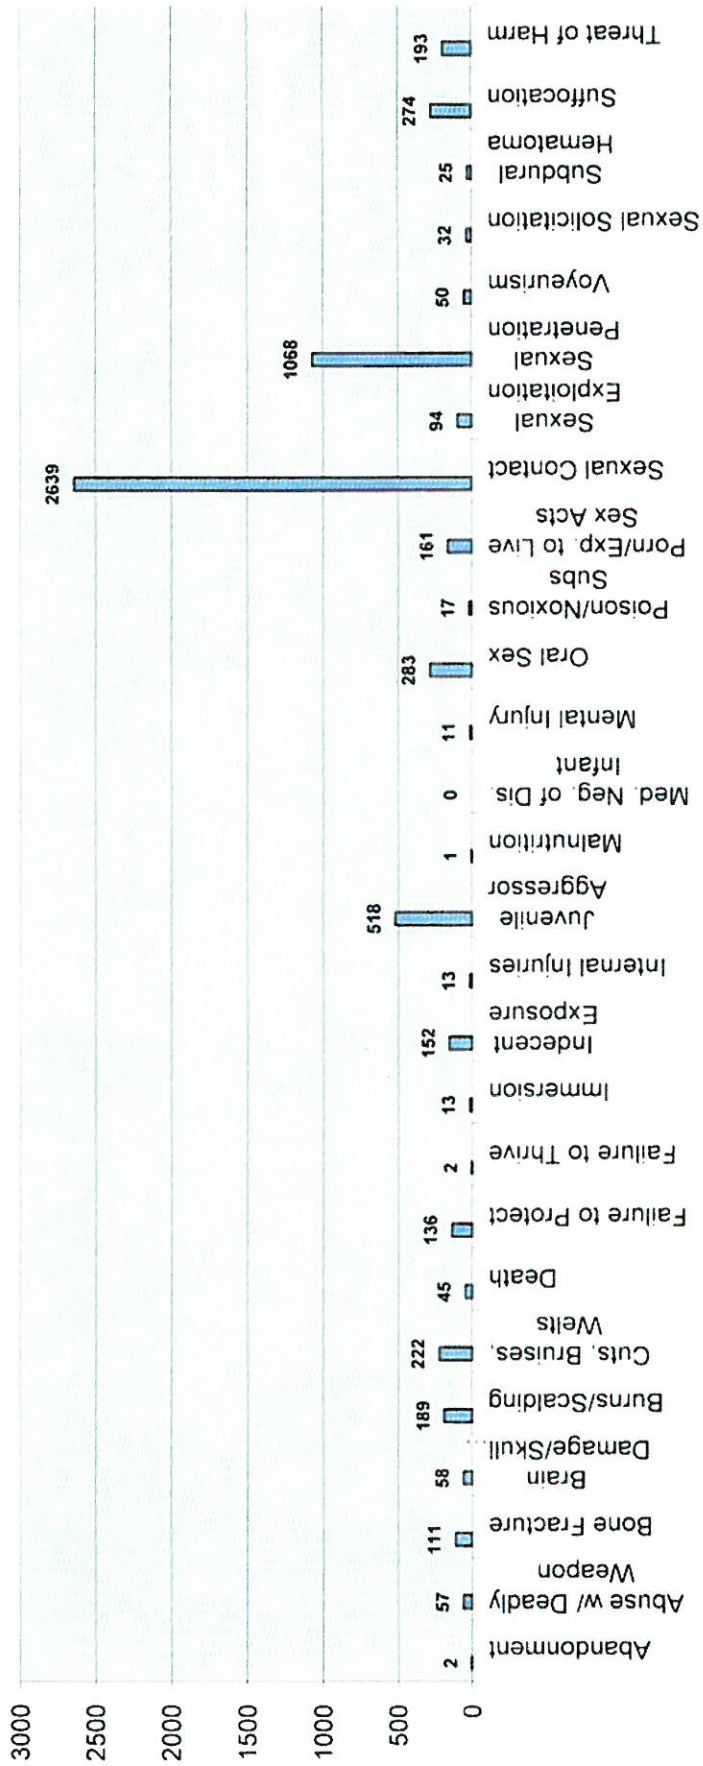 3000
2500
2000
1500
1000
500
0
2
57
111
58
189
222
45
136
2
13
152
13
518
1
0
11
283
17
161
2639
94
1068
50
32
25
274
193
Abandonment
Abuse w/ Deadly
Weapon
Bone Fracture
Brain
Damage/Skull...
Burns/Scalding
Cuts, Bruises,
Welts
Death
Failure to Protect
Failure to Thrive
Immersion
Indecent
Exposure
Internal Injuries
Juvenile
Aggressor
Malnutrition
Med. Neg. of Dis.
Infant
Mental Injury
Oral Sex
Poison/Noxious
Subs
Porn/Exp. to Live
Sex Acts
Sexual Contact
Sexual
Exploitation
Sexual
Penetration
Voyeurism
Sexual Solicitation
Subdural
Hematoma
Suffocation
Threat of Harm